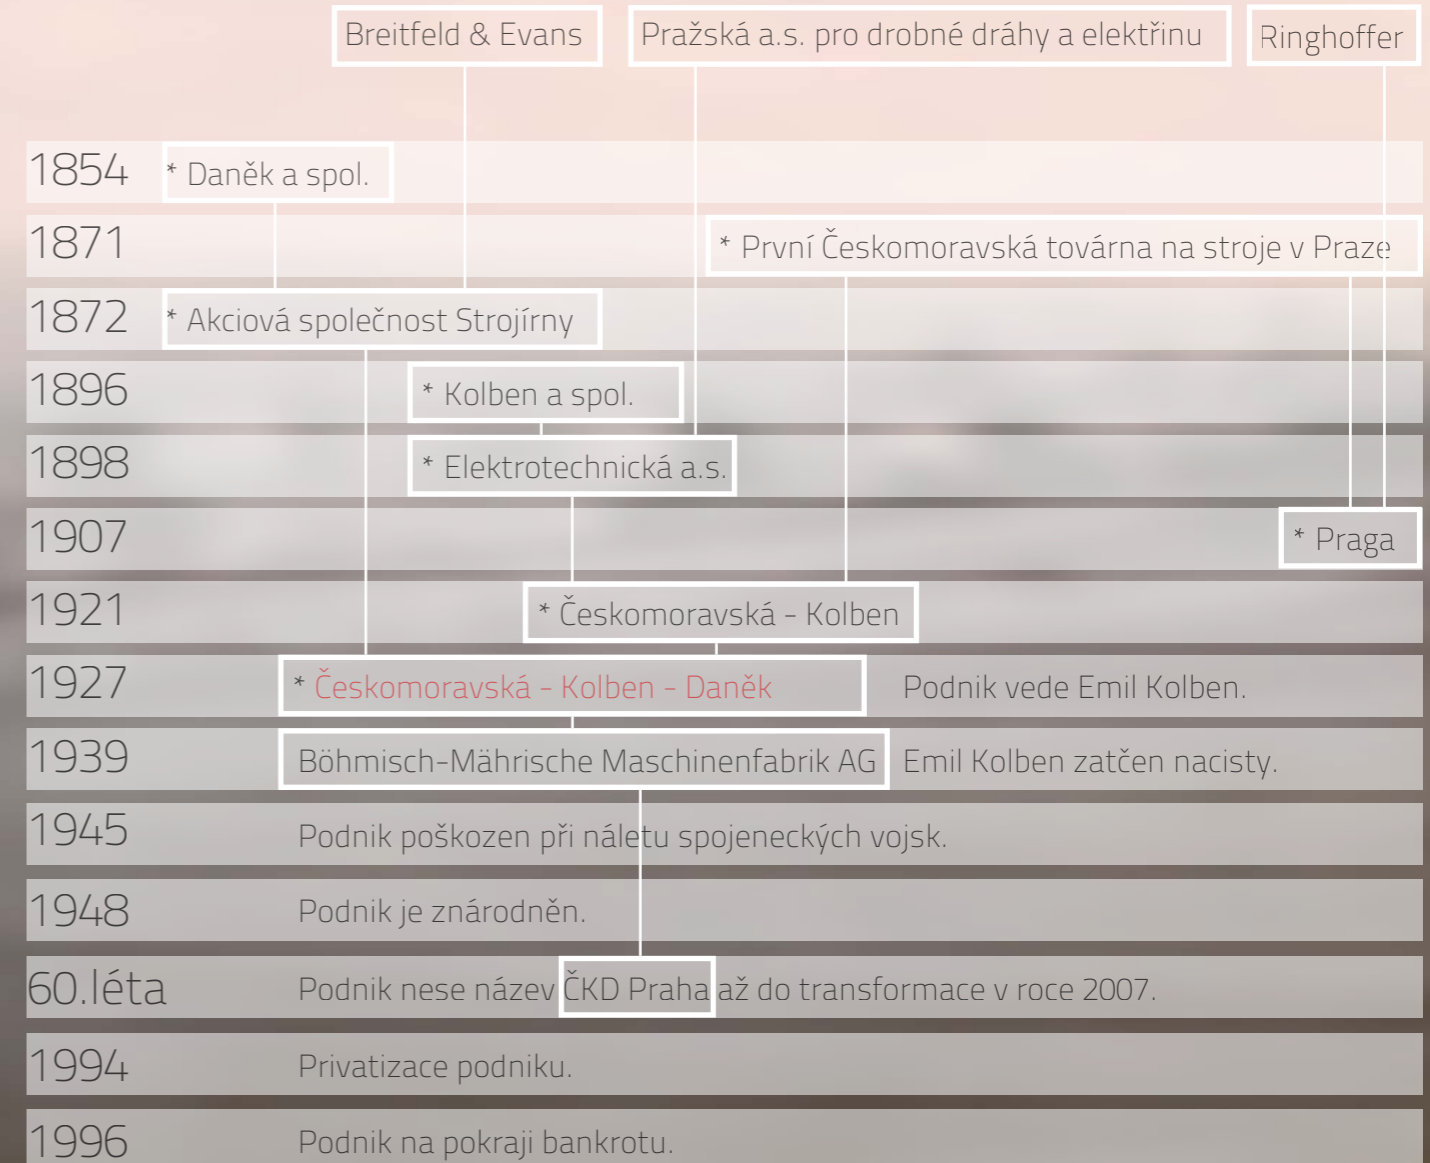 Breitfeld & Evans
Pražská a.s. pro drobné dráhy a elektřinu
Ringhoffer
1854 * Daněk a spol.
1871 * První Českomoravská továrna na stroje v Praze
1872 * Akciová společnost Strojírny
1896 * Kolben a spol.
1898 * Elektrotechnická a.s.
1907 * Praga
1921 * Českomoravská - Kolben
1927 * Českomoravská - Kolben - Daněk Podnik vede Emil Kolben.
1939 Böhmisch-Mährische Maschinenfabrik AG Emil Kolben zatčen nacisty.
1945 Podnik poškozen při náletu spojeneckých vojsk.
1948 Podnik je znárodněn.
60.léta Podnik nese název ČKD Praha až do transformace v roce 2007.
1994 Privatizace podniku.
1996 Podnik na pokraji bankrotu.